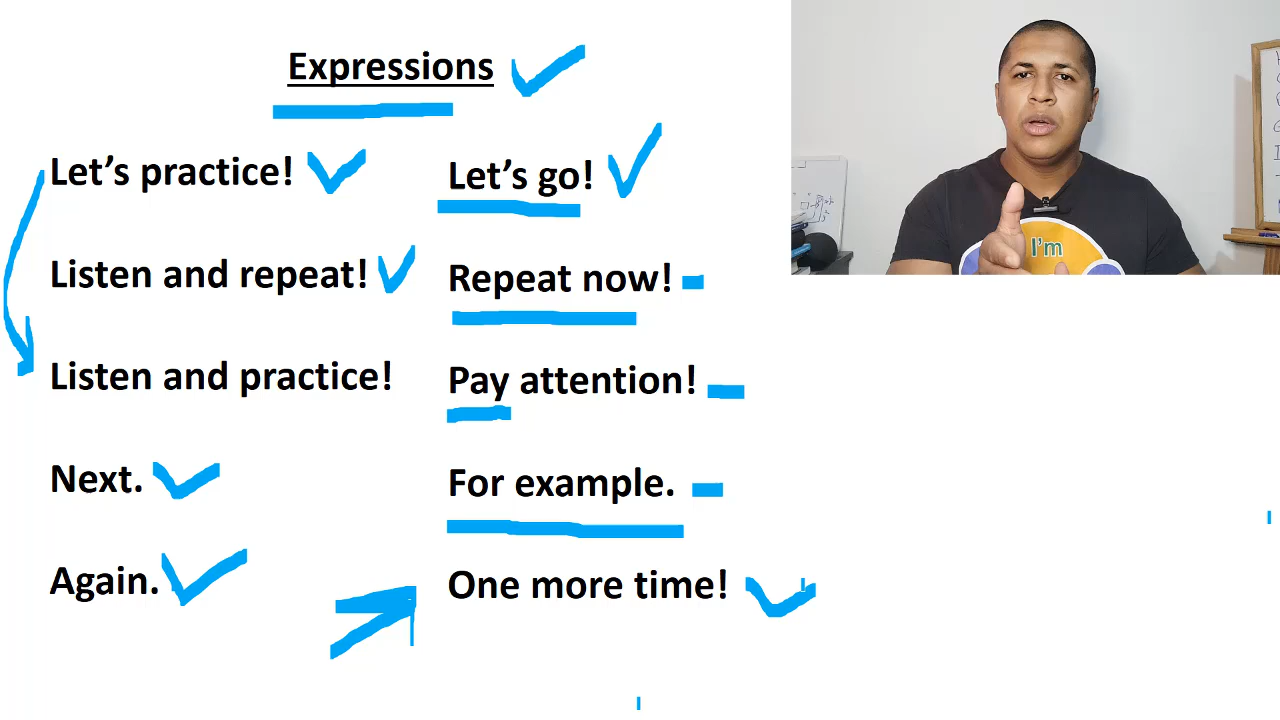 Expressions
Let's practice!
Listen and repeat!
Listen and practice!
Next.
Again.
Let's go!
Repeat now!
Pay attention!
For example.
One more time!
I'm